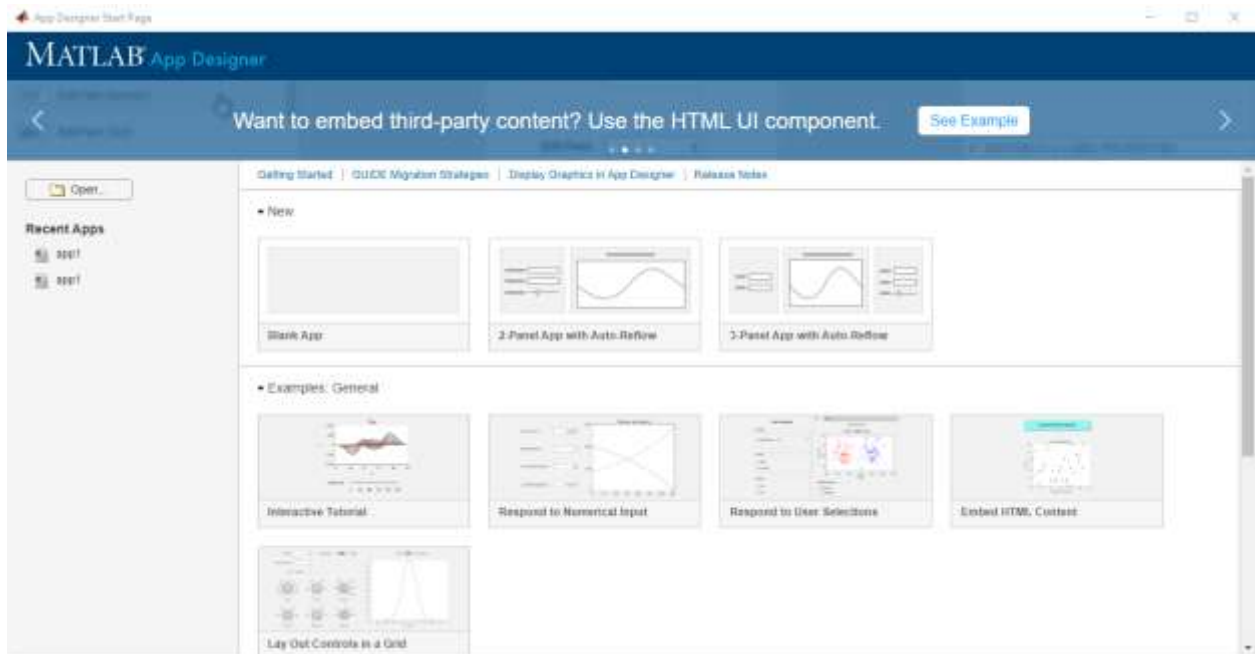 App Designer Start Page
MATLAB App Designer
Want to embed third-party content? Use the HTML UI component. See Example
Open...
Getting Started | GUIDE Migration Strategies | Display Graphics in App Designer | Release Notes
New
Recent Apps
app1
app1
Blank App
2-Panel App with Auto-Reflow
3-Panel App with Auto-Reflow
Examples: General
Interactive Tutorial
Respond to Numerical Input
Respond to User Selections
Embed HTML Content
Lay Out Controls in a Grid